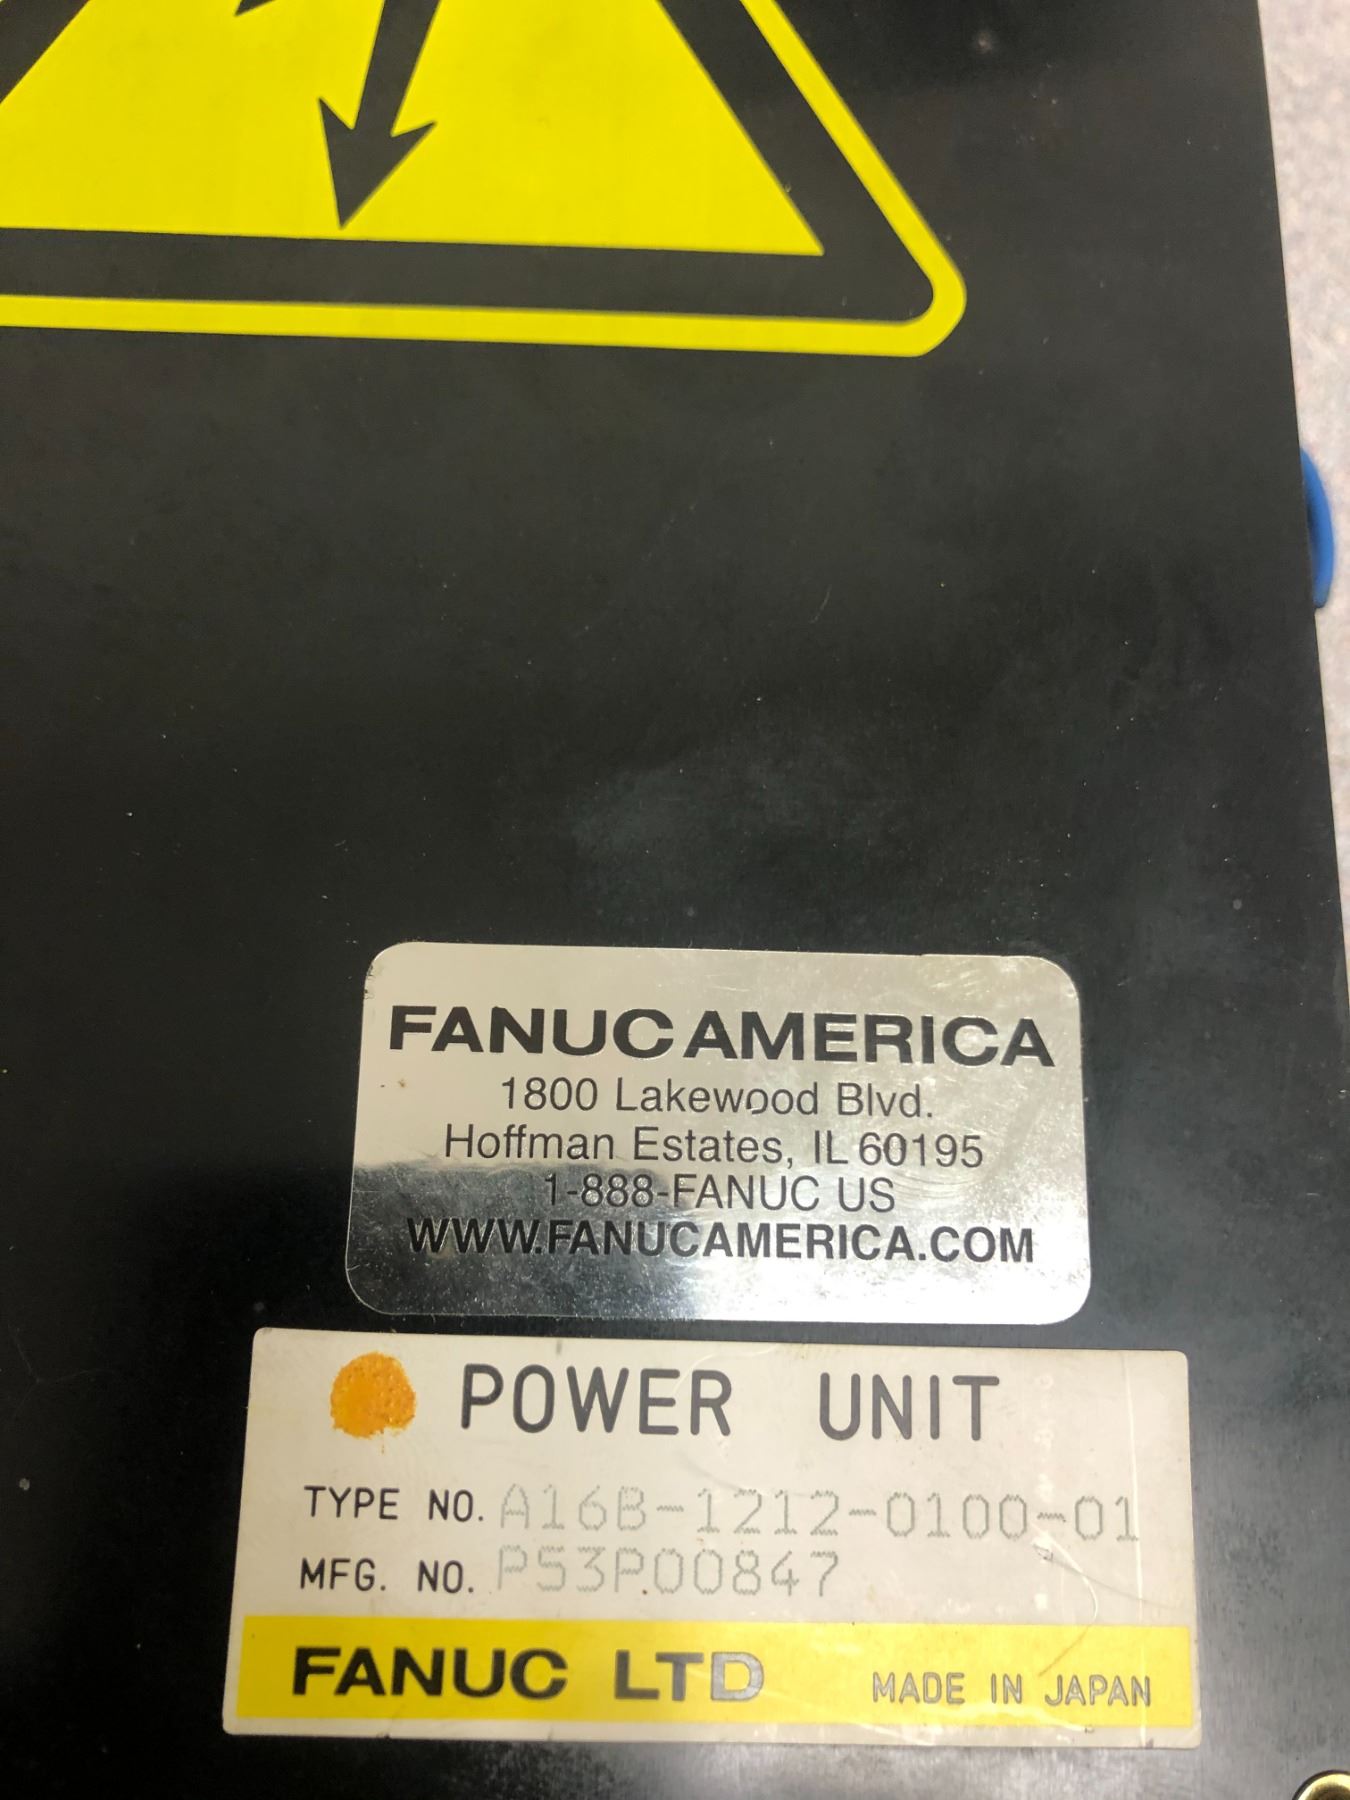 FANUC AMERICA
1800 Lakewood Blvd.
Hoffman Estates, IL 60195
1-888-FANUC US
WWW.FANUCAMERICA.COM
POWER UNIT
TYPE NO. A16B-1212-0100-01
MFG. NO. P53P00847
FANUC LTD MADE IN JAPAN